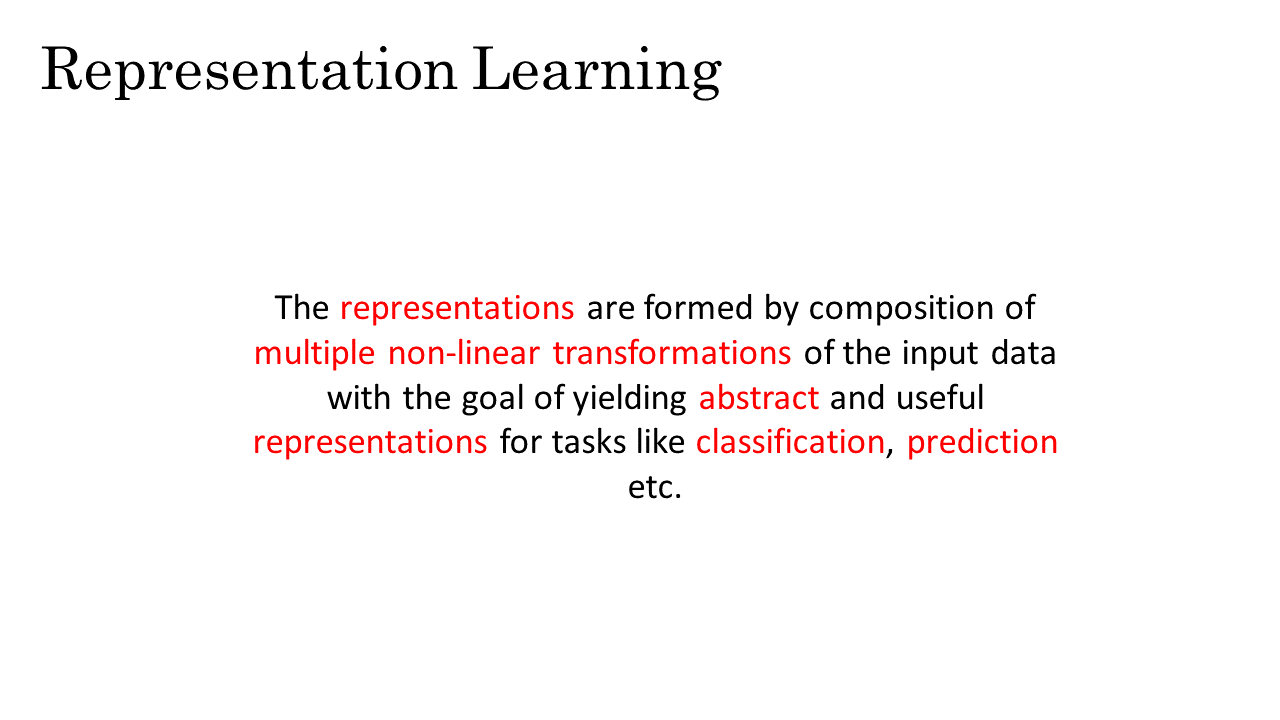 Representation Learning
The representations are formed by composition of
multiple non-linear transformations of the input data
with the goal of yielding abstract and useful
representations for tasks like classification, prediction
etc.